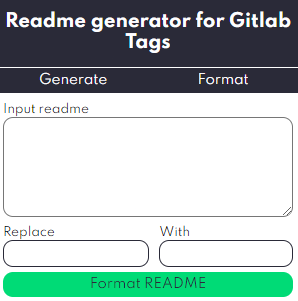 Readme generator for Gitlab
Tags
Generate Format
Input readme
Replace With
Format README